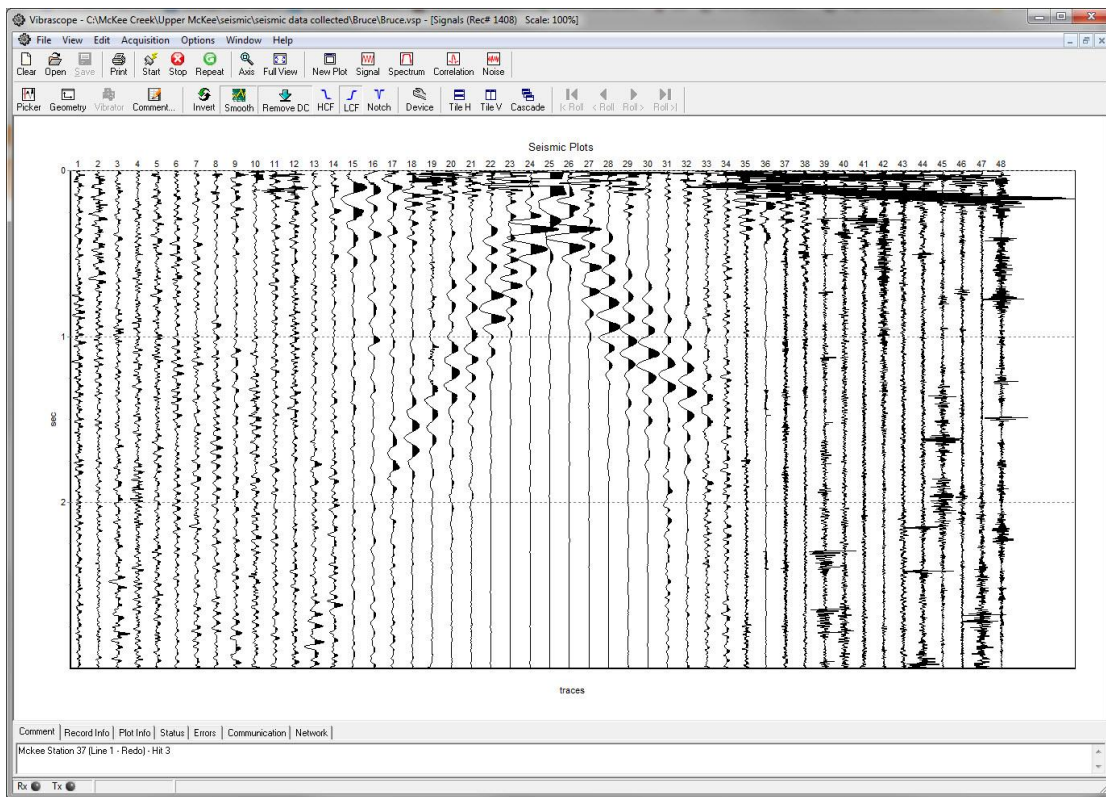 Vibrascope - C:\McKee Creek\Upper McKee\seismic\seismic data collected\Bruce\Bruce.vsp - [Signals (Rec# 1408) Scale: 100%]
File View Edit Acquisition Options Window Help
Clear Open Save Print Start Stop Repeat Axis Full View New Plot Signal Spectrum Correlation Noise
Picker Geometry Vibrator Comment... Invert Smooth Remove DC HCF LCF Notch Device Tile H Tile V Cascade |< Roll < Roll Roll > Roll >|
Seismic Plots
1 2 3 4 5 6 7 8 9 10 11 12 13 14 15 16 17 18 19 20 21 22 23 24 25 26 27 28 29 30 31 32 33 34 35 36 37 38 39 40 41 42 43 44 45 46 47 48
0
1
sec
2
traces
Comment Record Info Plot Info Status Errors Communication Network
Mckee Station 37 (Line 1 - Redo) - Hit 3
Rx Tx